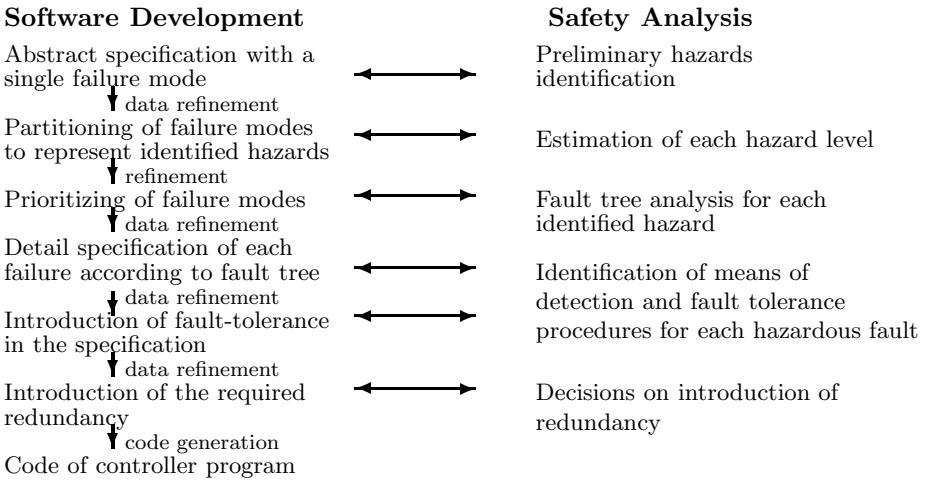 Software Development
Safety Analysis
Abstract specification with a
single failure mode
Preliminary hazards
identification
data refinement
Partitioning of failure modes
to represent identified hazards
Estimation of each hazard level
refinement
Prioritizing of failure modes
Fault tree analysis for each
identified hazard
data refinement
Detail specification of each
failure according to fault tree
Identification of means of
detection and fault tolerance
procedures for each hazardous fault
data refinement
Introduction of fault-tolerance
in the specification
data refinement
Introduction of the required
redundancy
Decisions on introduction of
redundancy
code generation
Code of controller program